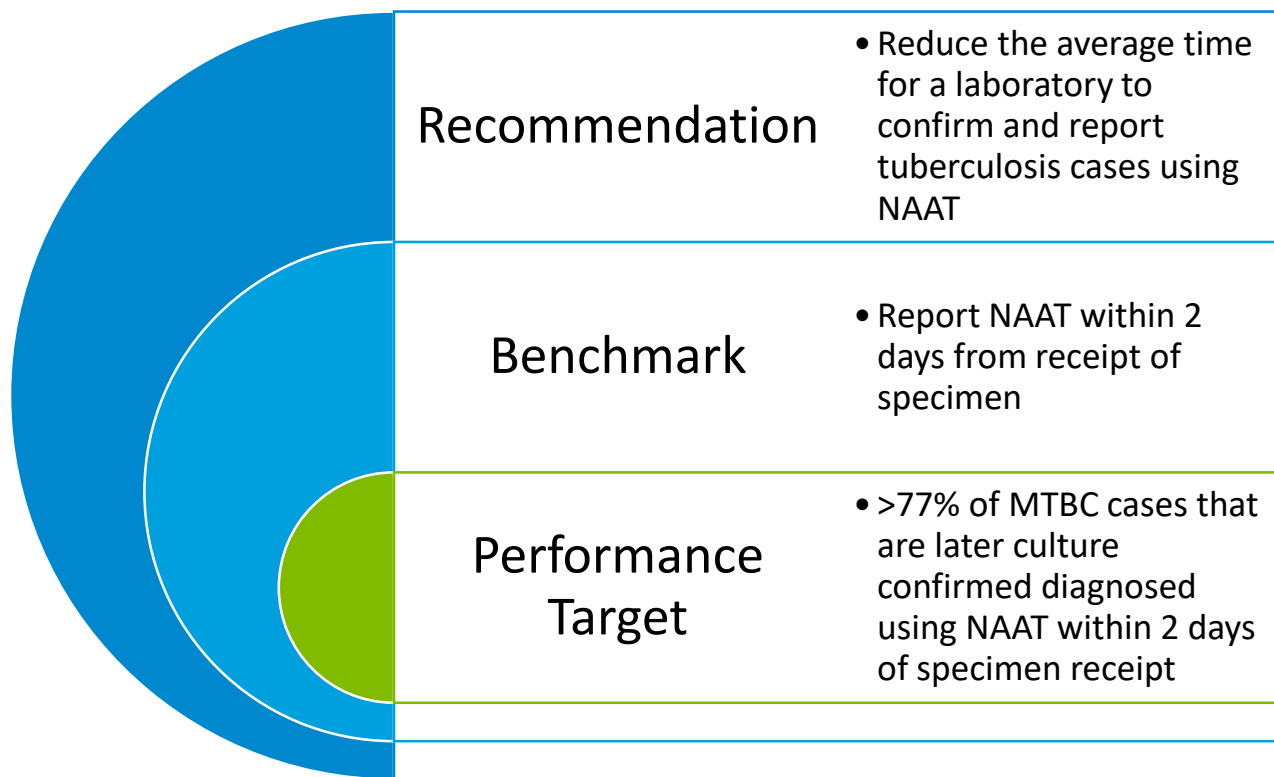 Recommendation
• Reduce the average time
for a laboratory to
confirm and report
tuberculosis cases using
NAAT
Benchmark
• Report NAAT within 2
days from receipt of
specimen
Performance
Target
• >77% of MTBC cases that
are later culture
confirmed diagnosed
using NAAT within 2 days
of specimen receipt